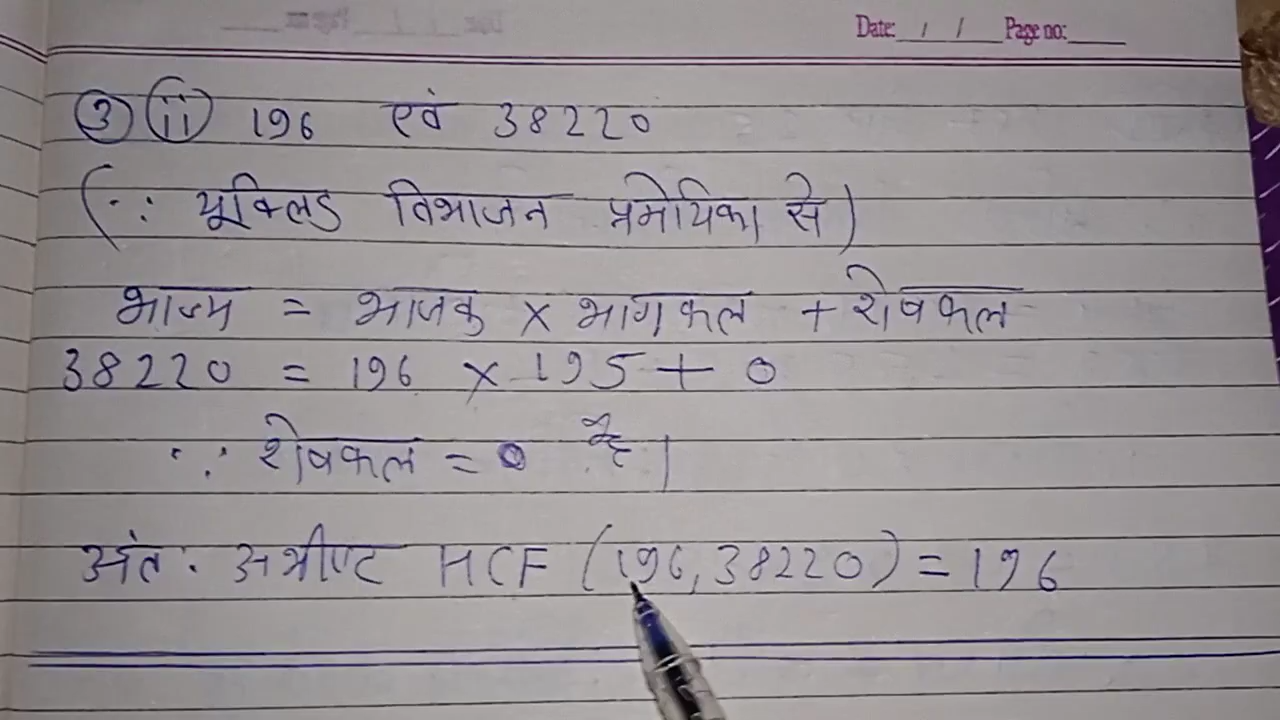 Date: / / Page no:
③ (ii) 196 एवं 38220
(∵ यूक्लिड विभाजन प्रमेयिका से)
भाज्य = भाजक × भागफल + शेषफल
38220 = 196 × 195 + 0
∵ शेषफल = 0 है।
अंत: अभीष्ट HCF (196, 38220) = 196